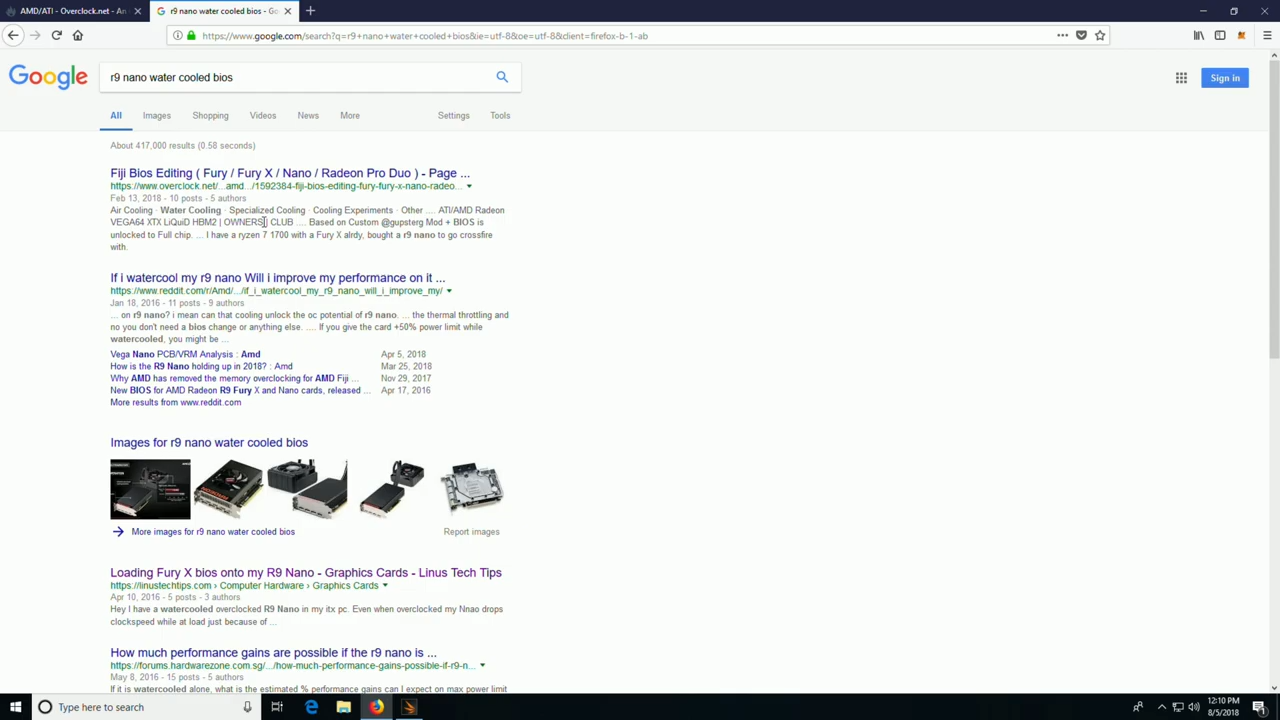 AMD/ATI - Overclock.net - An
r9 nano water cooled bios - Go
https://www.google.com/search?q=r9+nano+water+cooled+bios&ie=utf-8&oe=utf-8&client=firefox-b-1-ab
Google
r9 nano water cooled bios
Sign in
All Images Shopping Videos News More Settings Tools
About 417,000 results (0.58 seconds)
Fiji Bios Editing ( Fury / Fury X / Nano / Radeon Pro Duo ) - Page ...
https://www.overclock.net/...amd.../1592384-fiji-bios-editing-fury-fury-x-nano-radeo...
Feb 13, 2018 - 10 posts - 5 authors
Air Cooling · Water Cooling · Specialized Cooling · Cooling Experiments · Other .... ATI/AMD Radeon
VEGA64 XTX LiQuiD HBM2 | OWNERS| CLUB .... Based on Custom @gupsterg Mod + BIOS is
unlocked to Full chip. ... I have a ryzen 7 1700 with a Fury X alrdy, bought a r9 nano to go crossfire
with.
If i watercool my r9 nano Will i improve my performance on it ...
https://www.reddit.com/r/Amd/.../if_i_watercool_my_r9_nano_will_i_improve_my/
Jan 18, 2016 - 11 posts - 9 authors
... on r9 nano? i mean can that cooling unlock the oc potential of r9 nano. ... the thermal throttling and
no you don't need a bios change or anything else. .... If you give the card +50% power limit while
watercooled, you might be ...
Vega Nano PCB/VRM Analysis : Amd Apr 5, 2018
How is the R9 Nano holding up in 2018? : Amd Mar 25, 2018
Why AMD has removed the memory overclocking for AMD Fiji ... Nov 29, 2017
New BIOS for AMD Radeon R9 Fury X and Nano cards, released ... Apr 17, 2016
More results from www.reddit.com
Images for r9 nano water cooled bios
More images for r9 nano water cooled bios Report images
Loading Fury X bios onto my R9 Nano - Graphics Cards - Linus Tech Tips
https://linustechtips.com › Computer Hardware › Graphics Cards
Apr 10, 2016 - 5 posts - 3 authors
Hey I have a watercooled overclocked R9 Nano in my itx pc. Even when overclocked my Nnao drops
clockspeed while at load just because of ...
How much performance gains are possible if the r9 nano is ...
https://forums.hardwarezone.com.sg/.../how-much-performance-gains-possible-if-r9-n...
May 8, 2016 - 15 posts - 5 authors
If it is watercooled alone, what is the estimated % performance gains can I expect on max power limit
Type here to search
12:10 PM
8/5/2018